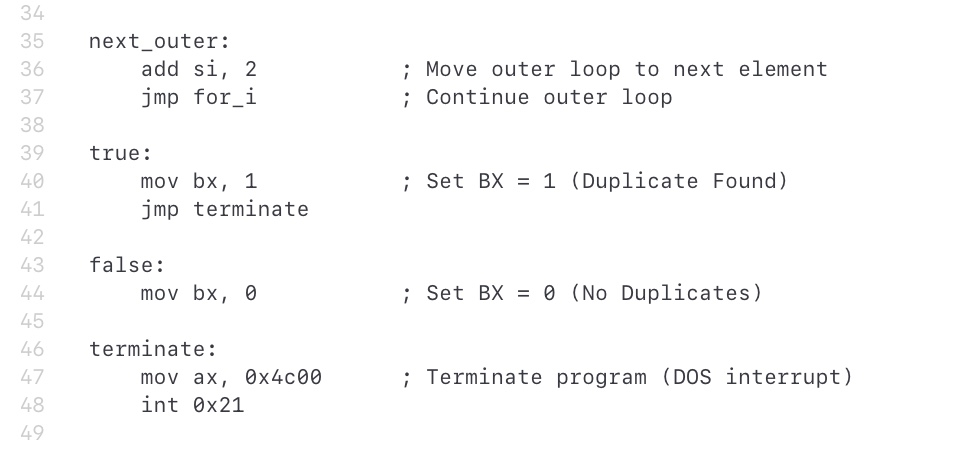 34
35 next_outer:
36     add si, 2           ; Move outer loop to next element
37     jmp for_i           ; Continue outer loop
38
39 true:
40     mov bx, 1           ; Set BX = 1 (Duplicate Found)
41     jmp terminate
42
43 false:
44     mov bx, 0           ; Set BX = 0 (No Duplicates)
45
46 terminate:
47     mov ax, 0x4c00      ; Terminate program (DOS interrupt)
48     int 0x21
49